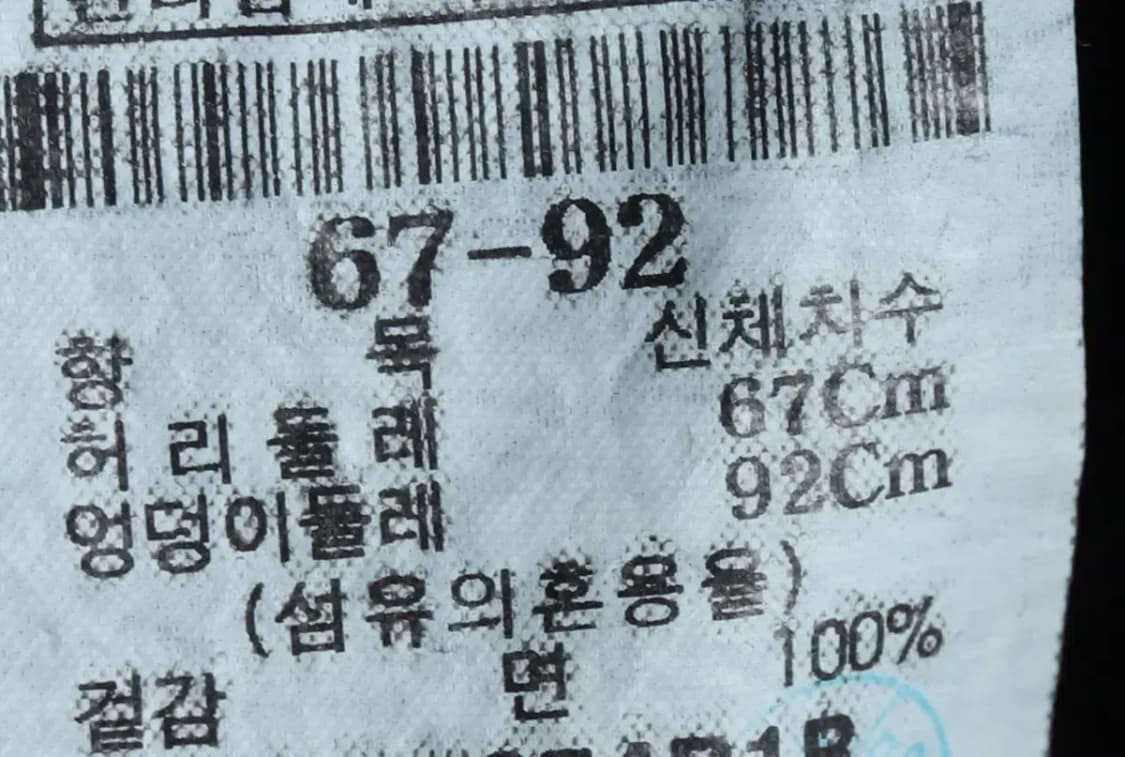 67-92
항 목 신체치수
허리둘레 67Cm
엉덩이둘레 92Cm
(섬유의혼용율)
겉감 면 100%